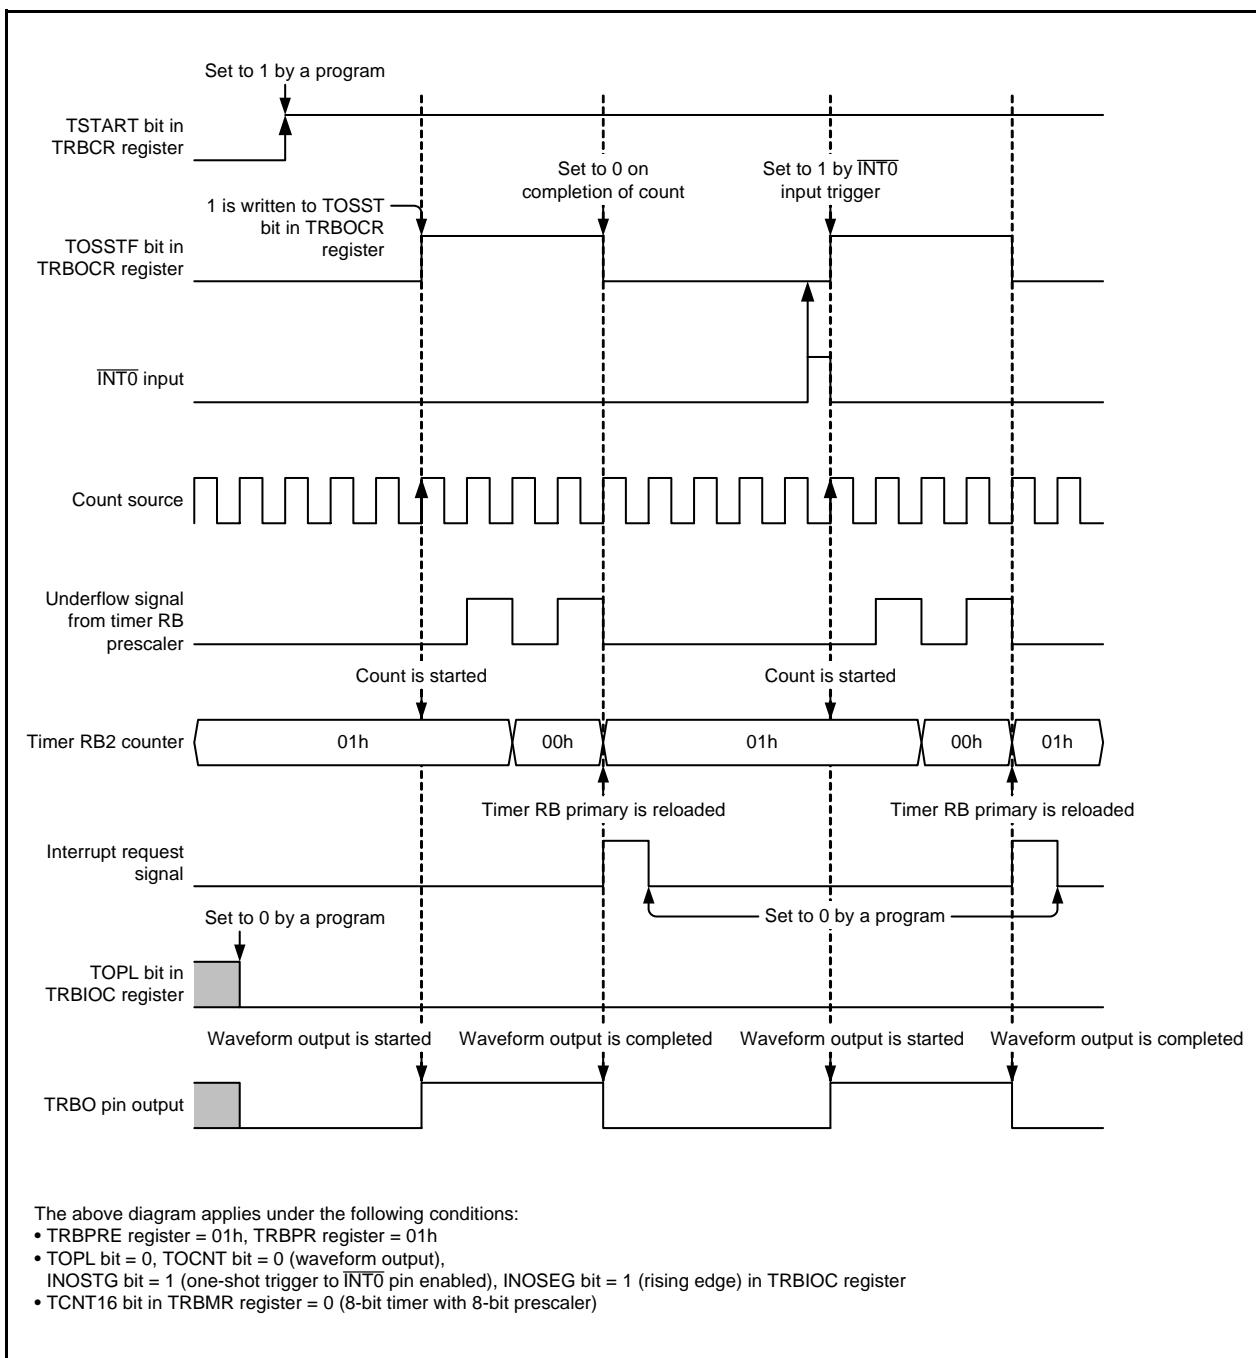 Set to 1 by a program
TSTART bit in
TRBCR register
Set to 0 on
completion of count
Set to 1 by INT0
input trigger
1 is written to TOSST
bit in TRBOCR
register
TOSSTF bit in
TRBOCR register
INT0 input
Count source
Underflow signal
from timer RB
prescaler
Count is started
Count is started
Timer RB2 counter
01h
00h
01h
00h
01h
Timer RB primary is reloaded
Timer RB primary is reloaded
Interrupt request
signal
Set to 0 by a program
Set to 0 by a program
TOPL bit in
TRBIOC register
Waveform output is started
Waveform output is completed
Waveform output is started
Waveform output is completed
TRBO pin output
The above diagram applies under the following conditions:
• TRBPRE register = 01h, TRBPR register = 01h
• TOPL bit = 0, TOCNT bit = 0 (waveform output),
INOSTG bit = 1 (one-shot trigger to INT0 pin enabled), INOSEG bit = 1 (rising edge) in TRBIOC register
• TCNT16 bit in TRBMR register = 0 (8-bit timer with 8-bit prescaler)